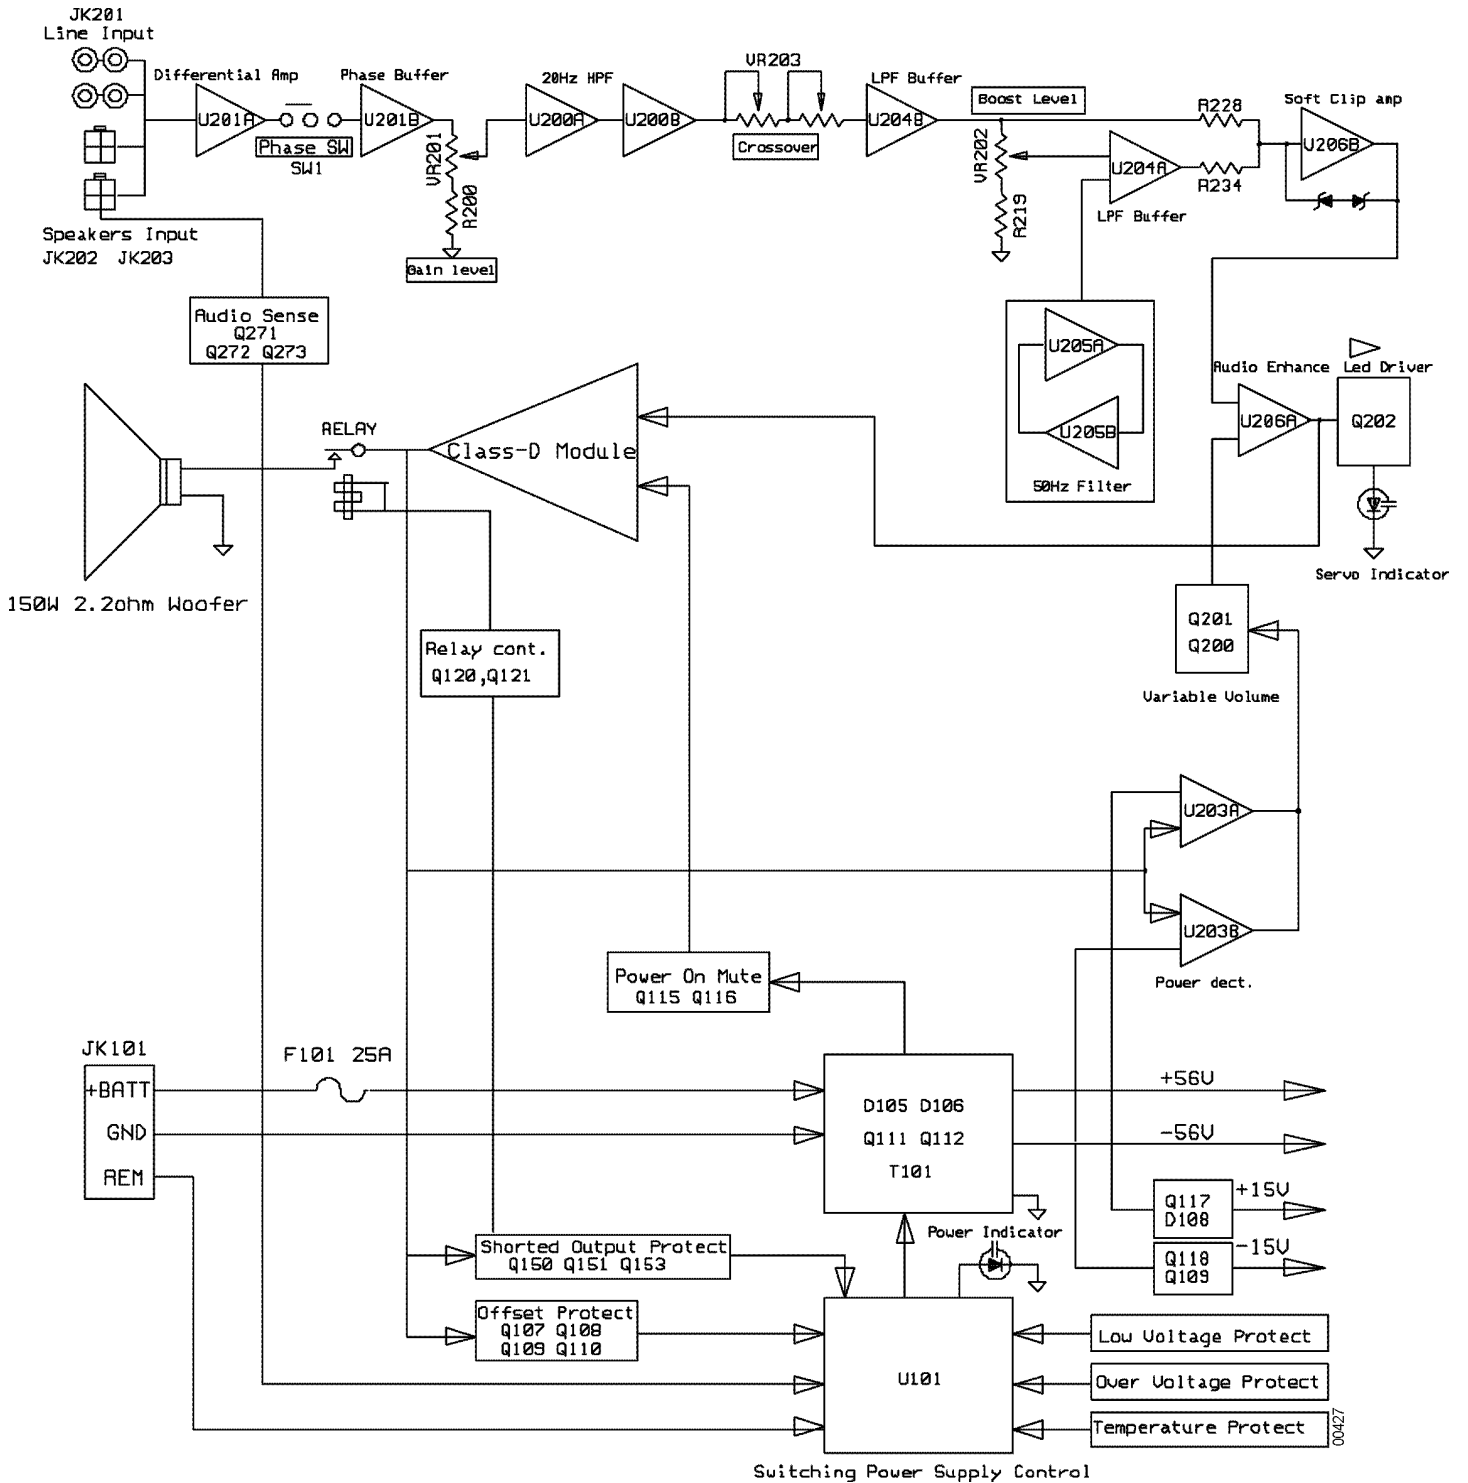 JK201
Line Input
Differential Amp
Phase Buffer
20Hz HPF
VR203
LPF Buffer
Boost Level
R228
Soft Clip amp
U201A
Phase SW
SW1
U201B
VR201
R200
Gain level
U200A
U200B
Crossover
U204B
VR202
R219
U204A
LPF Buffer
R234
U206B
Speakers Input
JK202 JK203
Audio Sense
Q271
Q272 Q273
U205A
U205B
50Hz Filter
Audio Enhance
Led Driver
U206A
Q202
Servo Indicator
RELAY
Class-D Module
150W 2.2ohm Woofer
Relay cont.
Q120,Q121
Q201
Q200
Variable Volume
U203A
U203B
Power dect.
Power On Mute
Q115 Q116
JK101
+BATT
GND
REM
F101 25A
D105 D106
Q111 Q112
T101
+56V
-56V
Q117
D108
+15V
Q118
Q109
-15V
Power Indicator
Shorted Output Protect
Q150 Q151 Q153
Offset Protect
Q107 Q108
Q109 Q110
U101
Low Voltage Protect
Over Voltage Protect
Temperature Protect
00427
Switching Power Supply Control